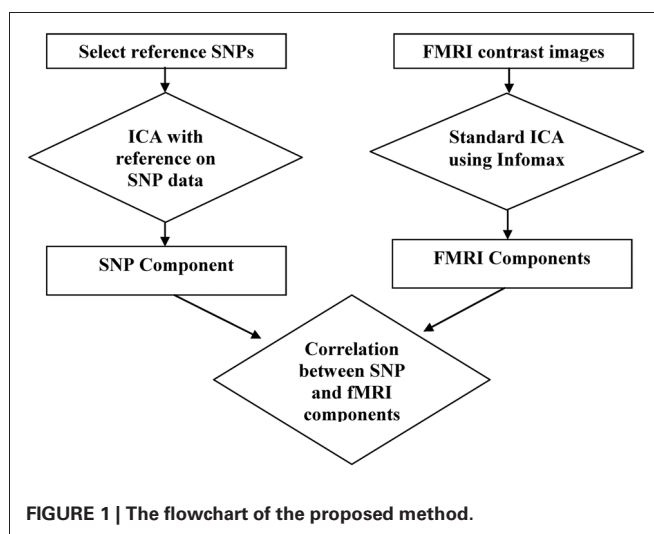 Select reference SNPs
FMRI contrast images
ICA with
reference on
SNP data
Standard ICA
using Infomax
SNP Component
FMRI Components
Correlation
between SNP
and fMRI
components
FIGURE 1 | The flowchart of the proposed method.